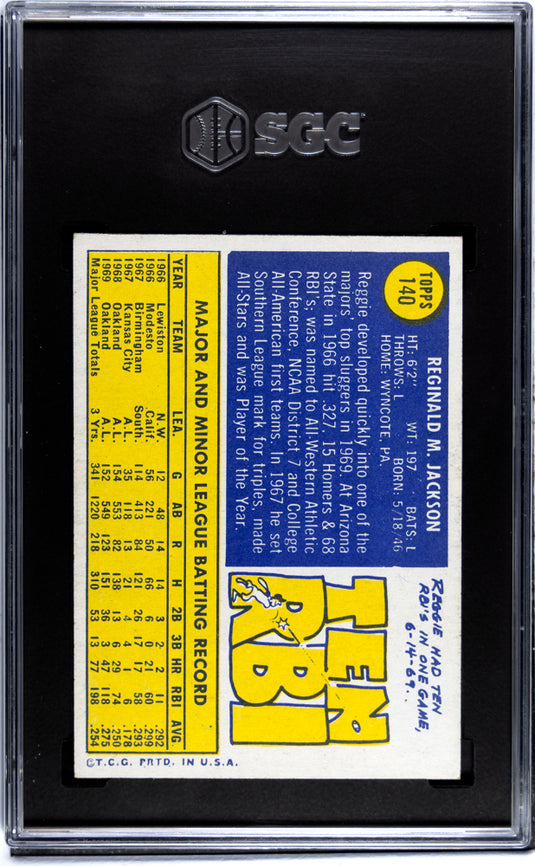 SGC
TOPPS
140
REGINALD M. JACKSON
HT: 6'2" WT: 197 BATS: L
THROWS: L BORN: 5/18/46
HOME: WYNCOTE, PA.
Reggie developed quickly into one of the
majors' top sluggers in 1969. At Arizona
State in 1966 hit .327, 15 Homers & 68
RBI's; was named to All-Western Athletic
Conference, NCAA District 7 and College
All-American first teams. In 1967 he set
Southern League mark for triples, made
All-Stars and was Player of the Year.
REGGIE HAD TEN
RBI'S IN ONE GAME,
6-14-69..
TEN
RBI
MAJOR AND MINOR LEAGUE BATTING RECORD
YEAR TEAM LEA. G AB R H 2B 3B HR RBI AVG.
1966 Lewiston N.W. 12 48 14 14 3 2 2 11 .292
1966 Modesto Calif. 56 221 50 66 6 0 21 60 .299
1967 Birmingham South. 114 413 84 121 26 17 17 58 .293
1967 Kansas City A.L. 35 118 13 21 4 4 1 6 .178
1968 Oakland A.L. 154 553 82 138 13 6 29 74 .250
1969 Oakland A.L. 152 549 123 151 36 3 47 118 .275
Major League Totals 3 Yrs. 341 1220 218 310 53 13 77 198 .254
©T.C.G. PRTD. IN U.S.A.